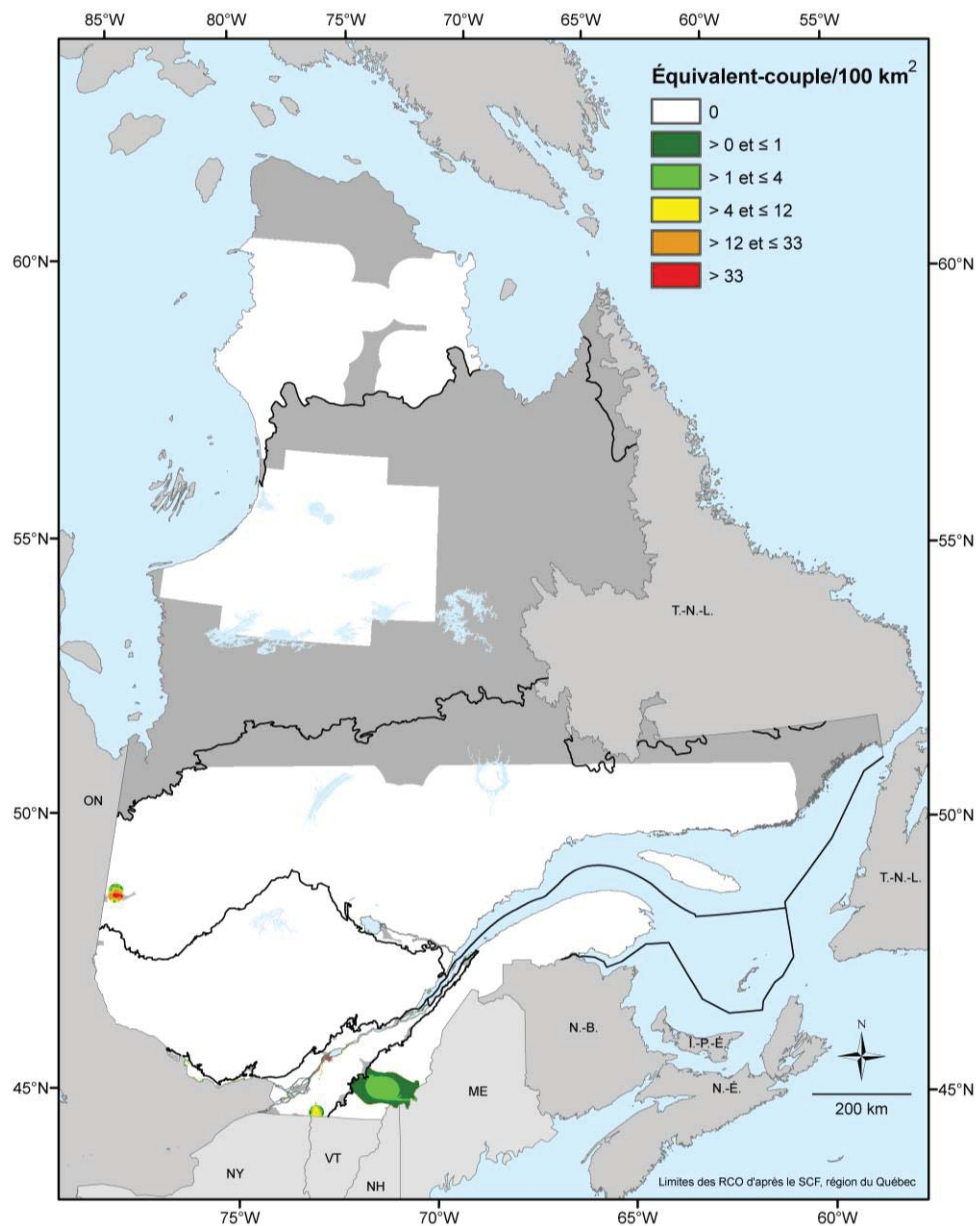 85°W 80°W 75°W 70°W 65°W 60°W 55°W
Équivalent-couple/100 km²
0
> 0 et ≤ 1
> 1 et ≤ 4
> 4 et ≤ 12
> 12 et ≤ 33
> 33
60°N 60°N
55°N 55°N
T.-N.-L.
ON
50°N 50°N
T.-N.-L.
N
N.-B.
I.-P.-É.
45°N ME N.-É. 45°N
200 km
NY VT NH
Limites des RCO d'après le SCF, région du Québec
75°W 70°W 65°W 60°W